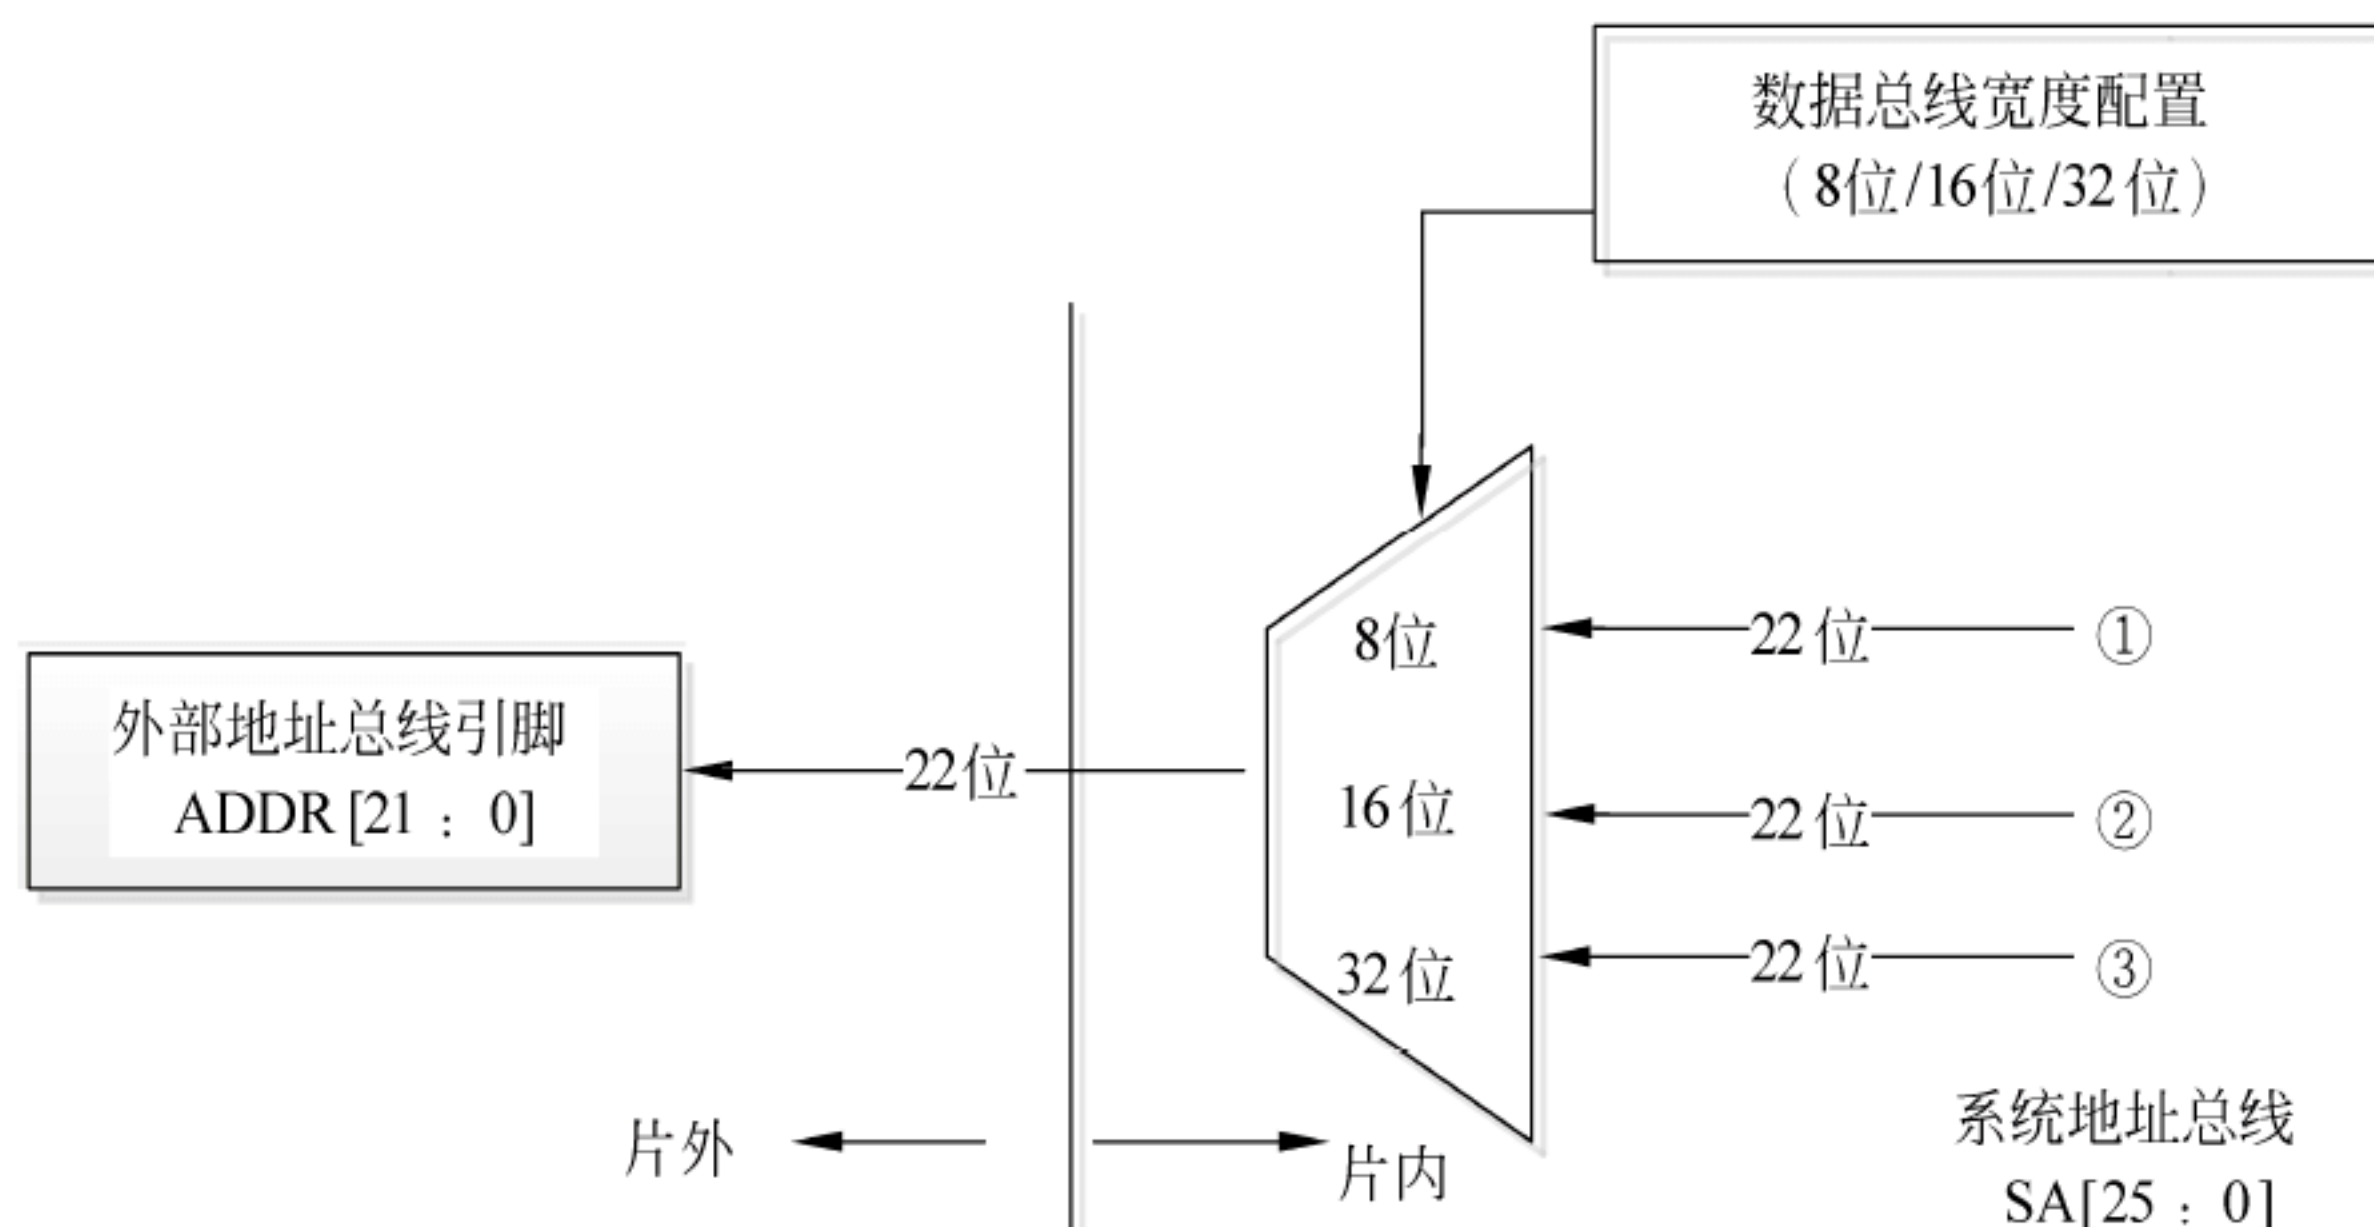 数据总线宽度配置
（8位/16位/32位）
8位
22位
①
外部地址总线引脚
ADDR [21 ： 0]
22位
16位
22位
②
32位
22位
③
片外
片内
系统地址总线
SA[25 ： 0]